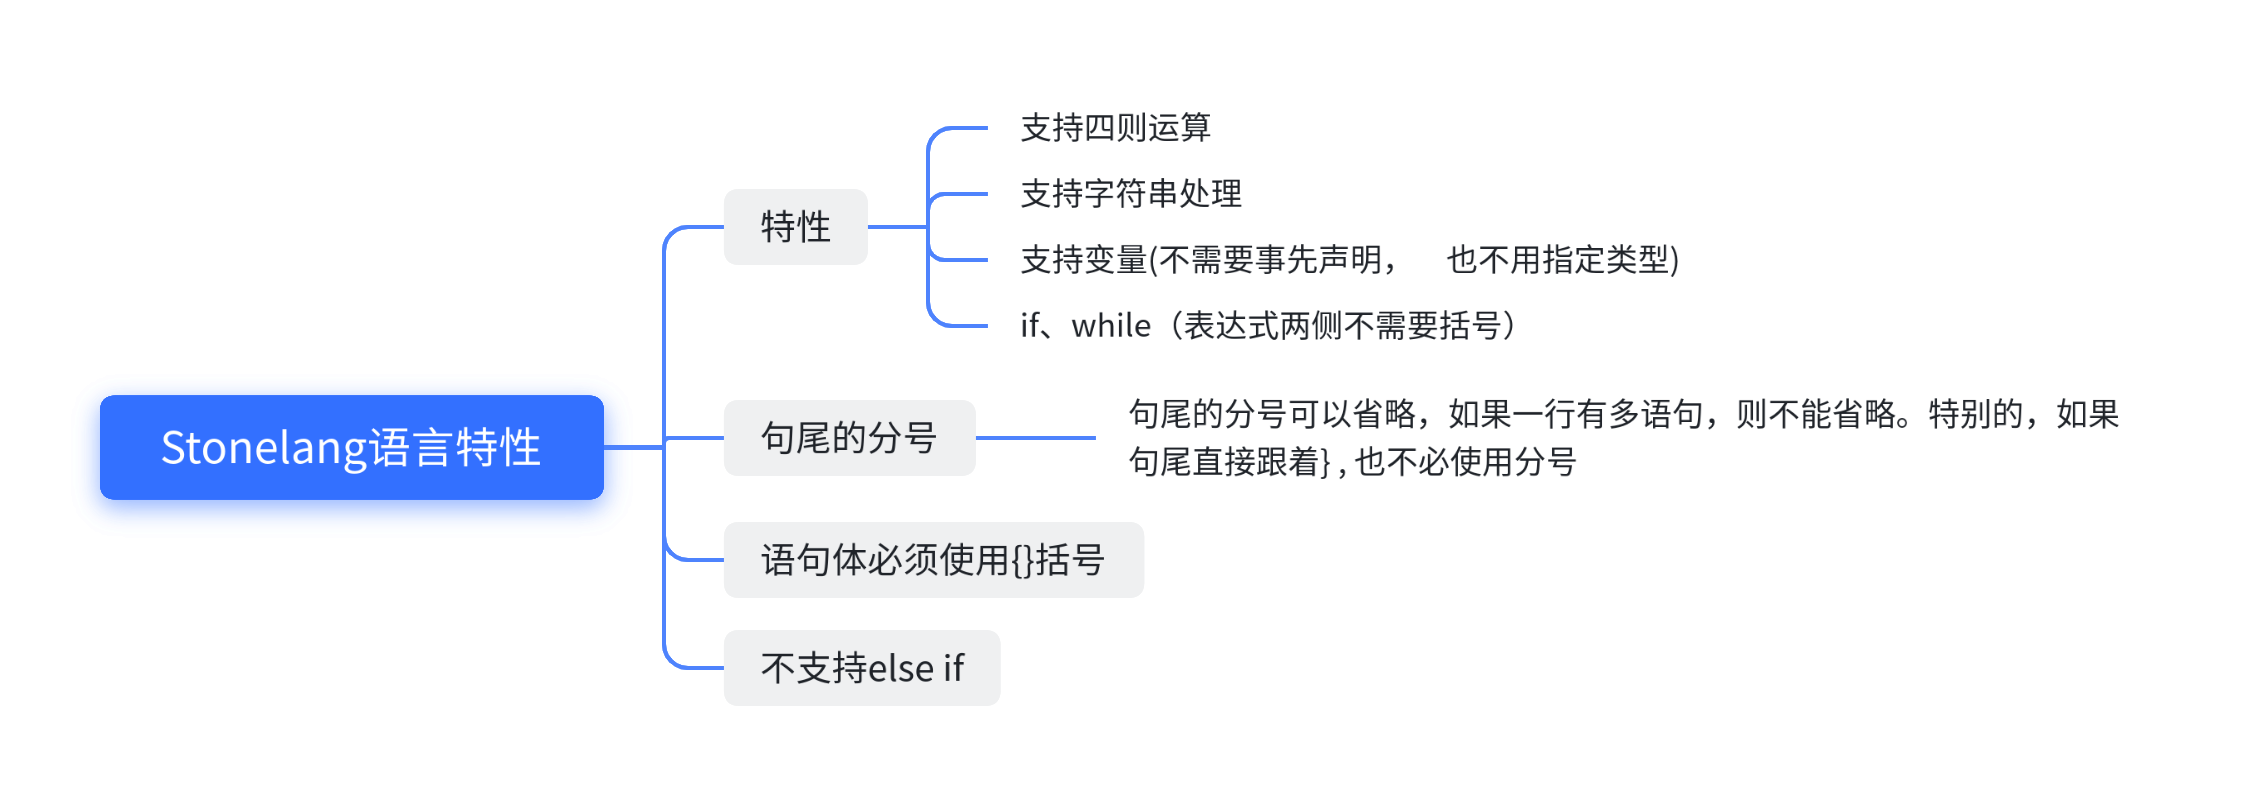 Stonelang语言特性
特性
支持四则运算
支持字符串处理
支持变量(不需要事先声明， 也不用指定类型)
if、while（表达式两侧不需要括号）
句尾的分号
句尾的分号可以省略，如果一行有多语句，则不能省略。特别的，如果
句尾直接跟着} , 也不必使用分号
语句体必须使用{}括号
不支持else if